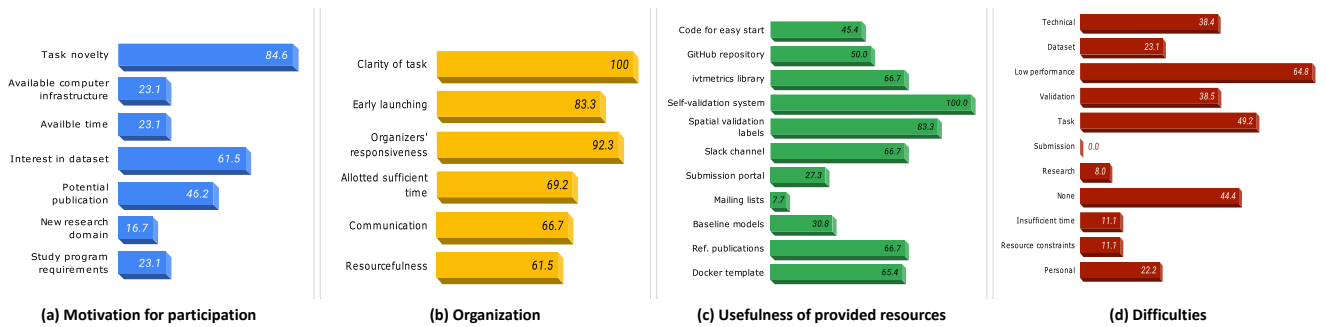 Task novelty
84.6
Available computer
infrastructure
23.1
Availble time
23.1
Interest in dataset
61.5
Potential
publication
46.2
New research
domain
16.7
Study program
requirements
23.1
(a) Motivation for participation
Clarity of task
100
Early launching
83.3
Organizers'
responsiveness
92.3
Allotted sufficient
time
69.2
Communication
66.7
Resourcefulness
61.5
(b) Organization
Code for easy start
45.4
GitHub repository
50.0
ivtmetrics library
66.7
Self-validation system
100.0
Spatial validation
labels
83.3
Slack channel
66.7
Submission portal
27.3
Mailing lists
7.7
Baseline models
30.8
Ref. publications
66.7
Docker template
65.4
(c) Usefulness of provided resources
Technical
38.4
Dataset
23.1
Low performance
64.8
Validation
38.5
Task
49.2
Submission
0.0
Research
8.0
None
44.4
Insufficient time
11.1
Resource constraints
11.1
Personal
22.2
(d) Difficulties